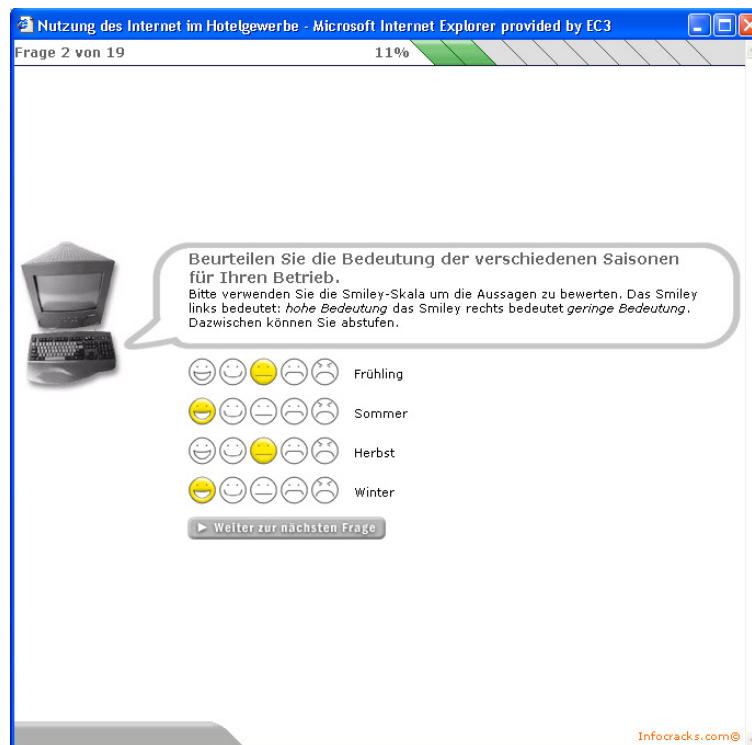 Nutzung des Internet im Hotelgewerbe - Microsoft Internet Explorer provided by EC3
Frage 2 von 19
11%
Beurteilen Sie die Bedeutung der verschiedenen Saisonen
für Ihren Betrieb.
Bitte verwenden Sie die Smiley-Skala um die Aussagen zu bewerten. Das Smiley
links bedeutet: hohe Bedeutung das Smiley rechts bedeutet geringe Bedeutung.
Dazwischen können Sie abstufen.
Frühling
Sommer
Herbst
Winter
Weiter zur nächsten Frage
Infocracks.com©